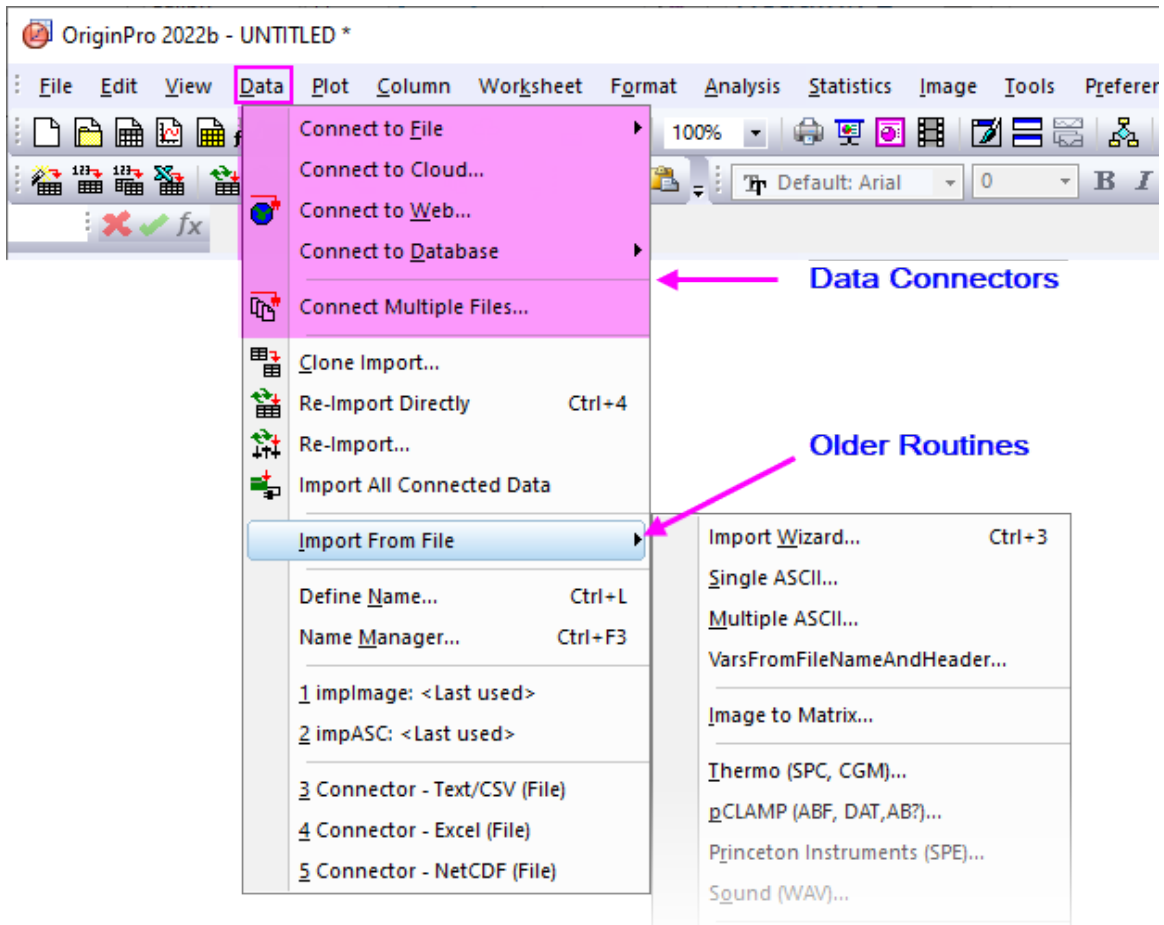 OriginPro 2022b - UNTITLED *
File Edit View Data Plot Column Worksheet Format Analysis Statistics Image Tools
Connect to File
100%
Connect to Cloud...
Default: Arial 0 B I
Connect to Web...
fx
Connect to Database
Data Connectors
Connect Multiple Files...
Clone Import...
Re-Import Directly Ctrl+4
Re-Import...
Older Routines
Import All Connected Data
Import From File
Import Wizard... Ctrl+3
Single ASCII...
Define Name... Ctrl+L
Multiple ASCII...
Name Manager... Ctrl+F3
VarsFromFileNameAndHeader...
1 impImage: <Last used>
Image to Matrix...
2 impASC: <Last used>
Thermo (SPC, CGM)...
3 Connector - Text/CSV (File)
pCLAMP (ABF, DAT,AB?)...
4 Connector - Excel (File)
Princeton Instruments (SPE)...
5 Connector - NetCDF (File)
Sound (WAV)...